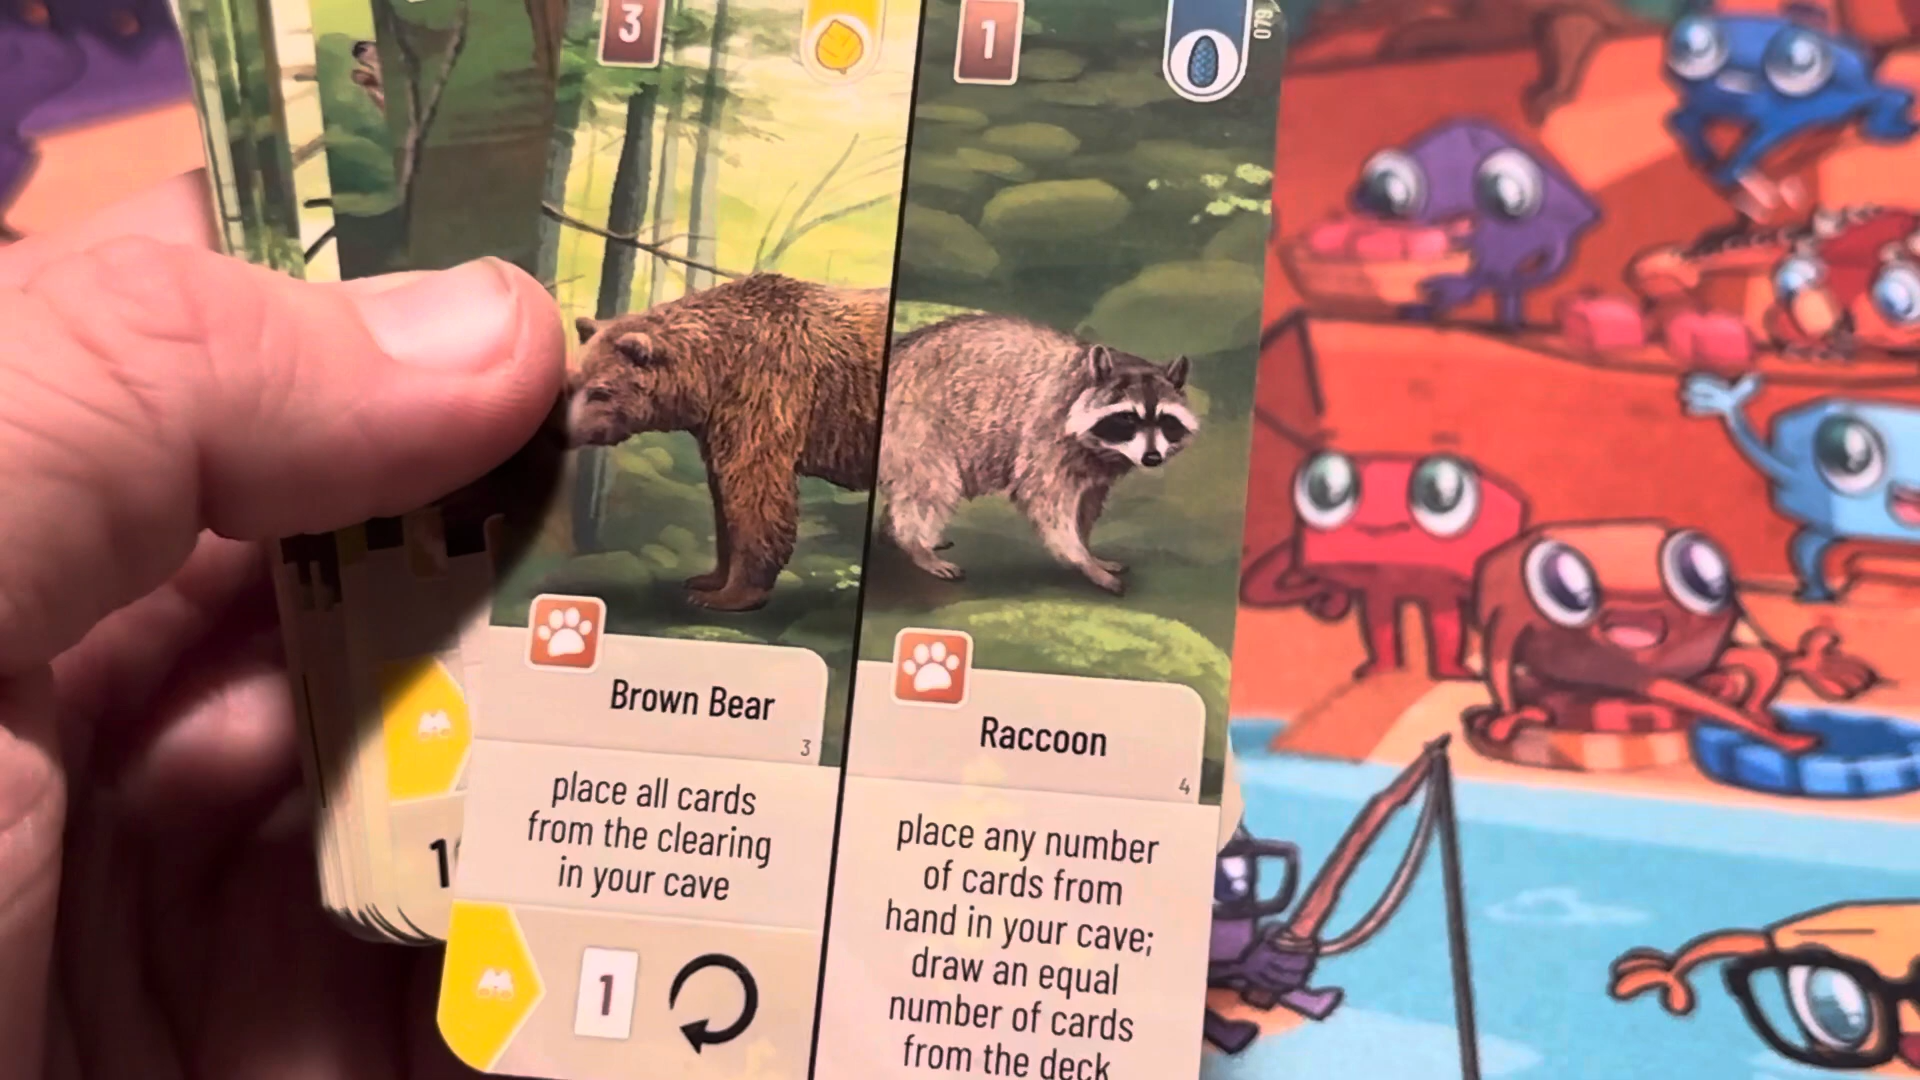 3
Brown Bear
3
place all cards
from the clearing
in your cave
1
1
079
Raccoon
4
place any number
of cards from
hand in your cave;
draw an equal
number of cards
from the deck